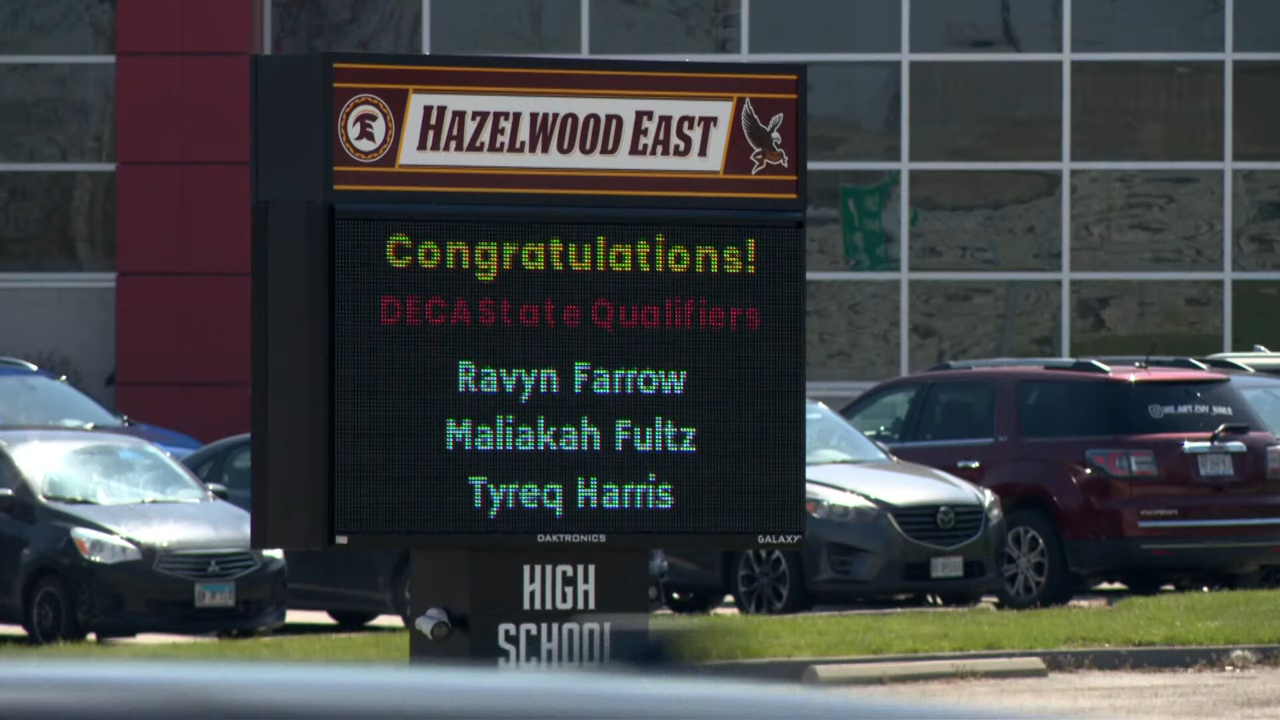 HAZELWOOD EAST
Congratulations!
DECA State Qualifiers
Ravyn Farrow
Maliakah Fultz
Tyreq Harris
DAKTRONICS
GALAXY
HIGH
SCHOOL